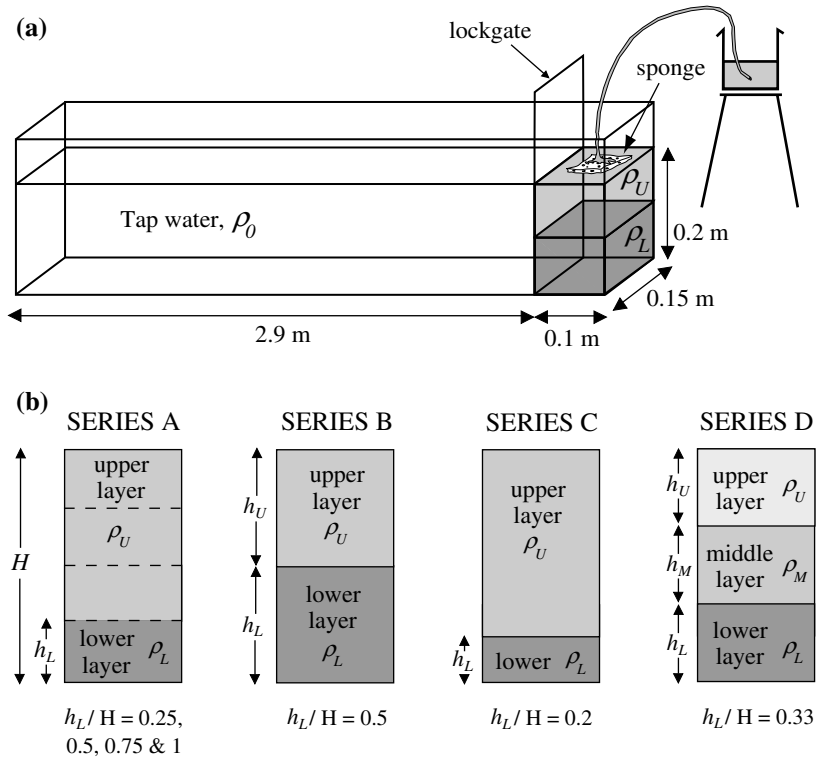 (a)
lockgate
sponge
Tap water, ρ0
ρU
ρL
0.2 m
0.15 m
2.9 m
0.1 m
(b)
SERIES A
SERIES B
SERIES C
SERIES D
H
hL
upper
layer
ρU
lower
layer ρL
hL / H = 0.25,
0.5, 0.75 & 1
hU
hL
upper
layer
ρU
lower
layer
ρL
hL / H = 0.5
hL
upper
layer
ρU
lower ρL
hL / H = 0.2
hU
hM
hL
upper
layer ρU
middle
layer ρM
lower
layer ρL
hL / H = 0.33